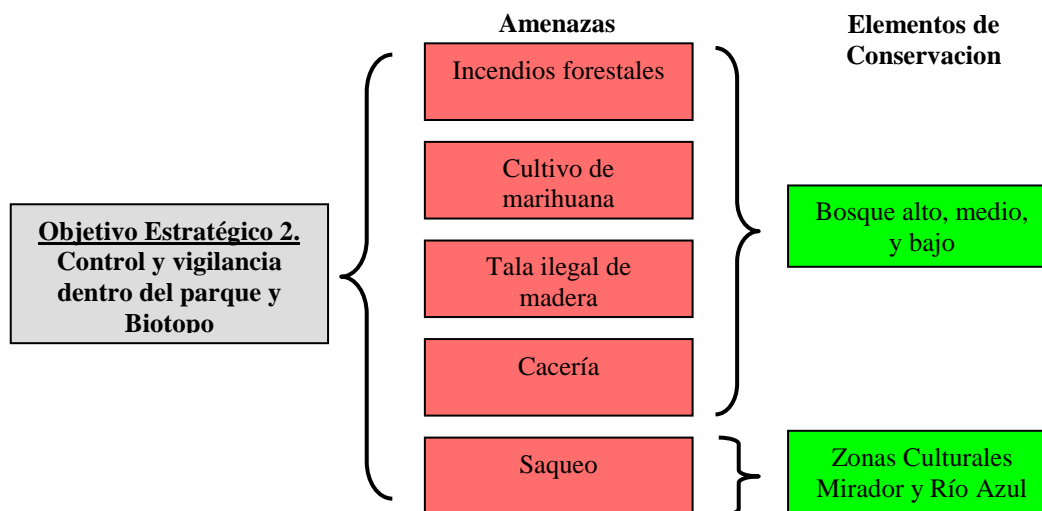 Amenazas
Elementos de
Conservacion
Incendios forestales
Cultivo de
marihuana
Objetivo Estratégico 2.
Control y vigilancia
dentro del parque y
Biotopo
Bosque alto, medio,
y bajo
Tala ilegal de
madera
Cacería
Saqueo
Zonas Culturales
Mirador y Río Azul